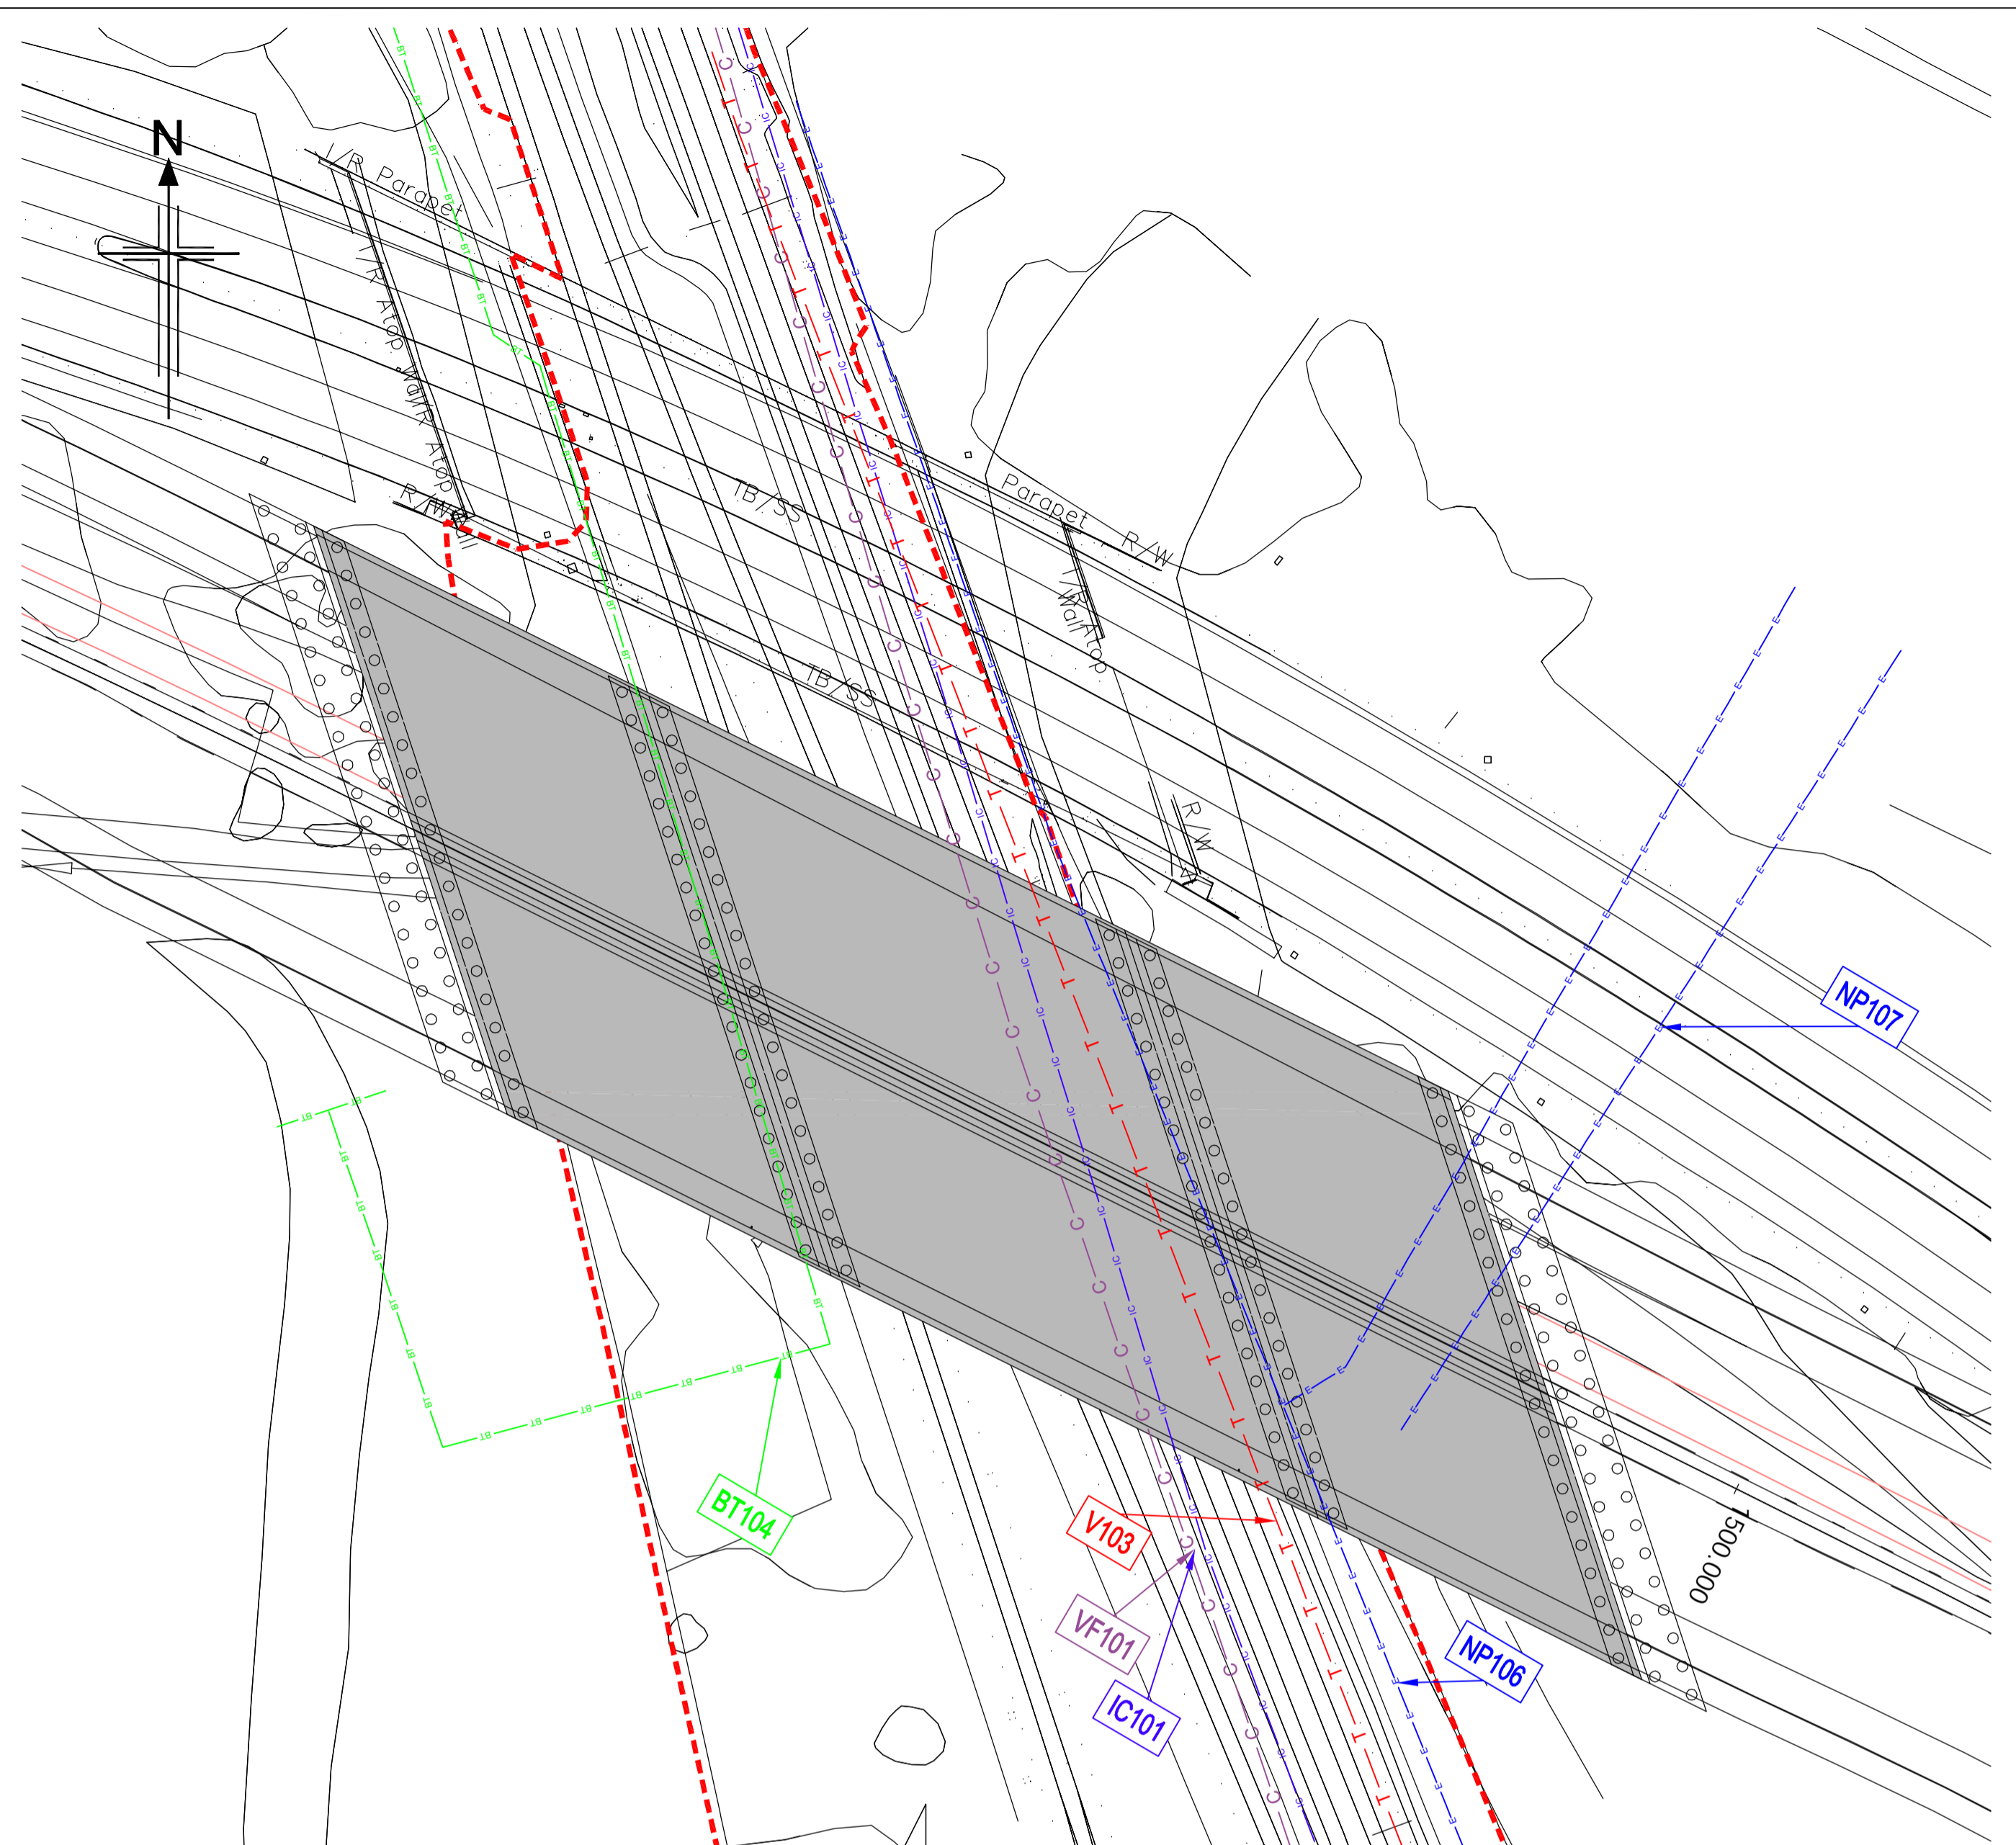 N
I/R Parapet
I/R Atop Wall
R Atop
R/W
Wall
TB/SS
TB/SS
Parapet R/W
I/R Atop
Wall
R/W
NP107
BT104
V103
VF101
IC101
NP106
1500.000